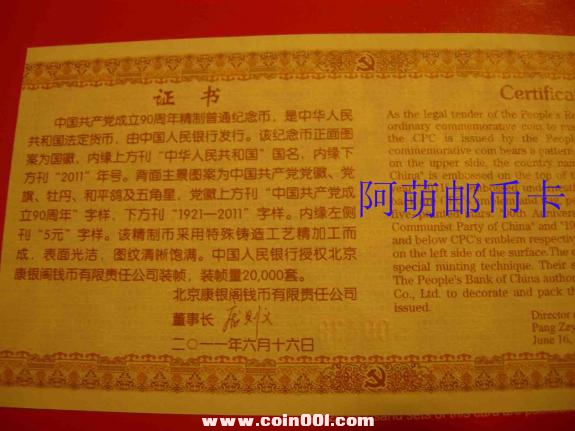 证书
中国共产党成立90周年精制普通纪念币，是中华人民
共和国法定货币，由中国人民银行发行。该纪念币正面图
案为国徽，内缘上方刊“中华人民共和国”国名，内缘下
方刊“2011”年号。背面主景图案为中国共产党党徽、党
旗、牡丹、和平鸽及五角星，党徽上方刊“中国共产党成
立90周年”字样，下方刊“1921—2011”字样。内缘左侧
刊“5元”字样。该精制币采用特殊铸造工艺精加工而
成，表面光洁，图纹清晰饱满。中国人民银行授权北京
康银阁钱币有限责任公司装帧，装帧量20,000套。
北京康银阁钱币有限责任公司
董事长
二〇一一年六月十六日
Certifica
As the legal tender of the People's Re
ordinary commemorative coin to
the CPC is issued by the People's
commemorative coin bears a pattern
on the upper side, the country nam
China" is embossed on the top of t
Communist Party of China" and "19
and below CPC's emblem respective
on the left side of the surface. The c
special minting technique. Their s
The People's Bank of China author
Co., Ltd. to decorate and pack th
issued.
Director o
Pang Zey
June 16,
阿萌邮币卡
www.coin001.com